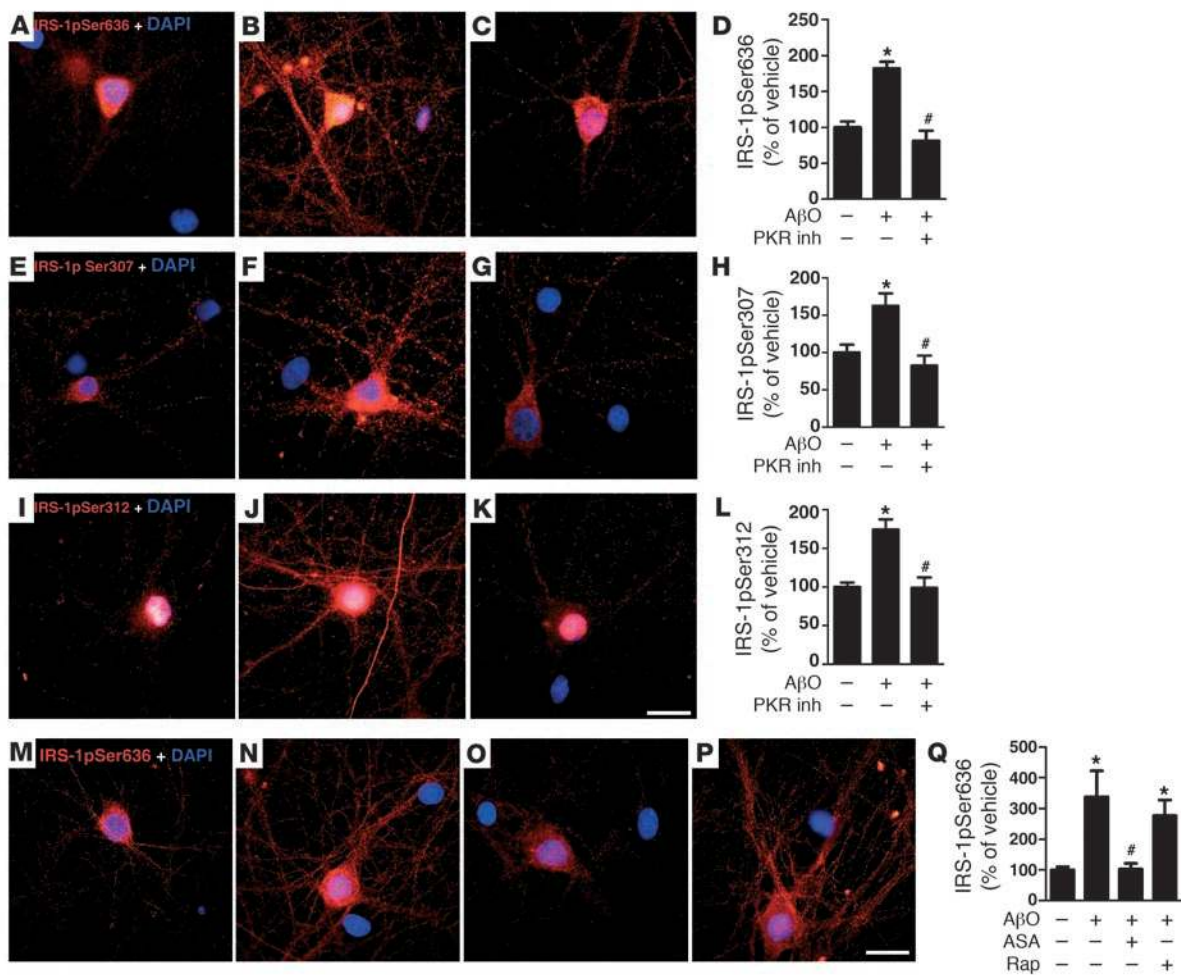 A
IRS-1pSer636 + DAPI
B
C
D
IRS-1pSer636
(% of vehicle)
250
200
150
100
50
0
*
#
AβO − + +
PKR inh − − +
E
IRS-1p Ser307 + DAPI
F
G
H
IRS-1pSer307
(% of vehicle)
200
150
100
50
0
*
#
AβO − + +
PKR inh − − +
I
IRS-1pSer312 + DAPI
J
K
L
IRS-1pSer312
(% of vehicle)
200
150
100
50
0
*
#
AβO − + +
PKR inh − − +
M
IRS-1pSer636 + DAPI
N
O
P
Q
IRS-1pSer636
(% of vehicle)
500
400
300
200
100
0
*
#
*
AβO − + + +
ASA − − + −
Rap − − − +